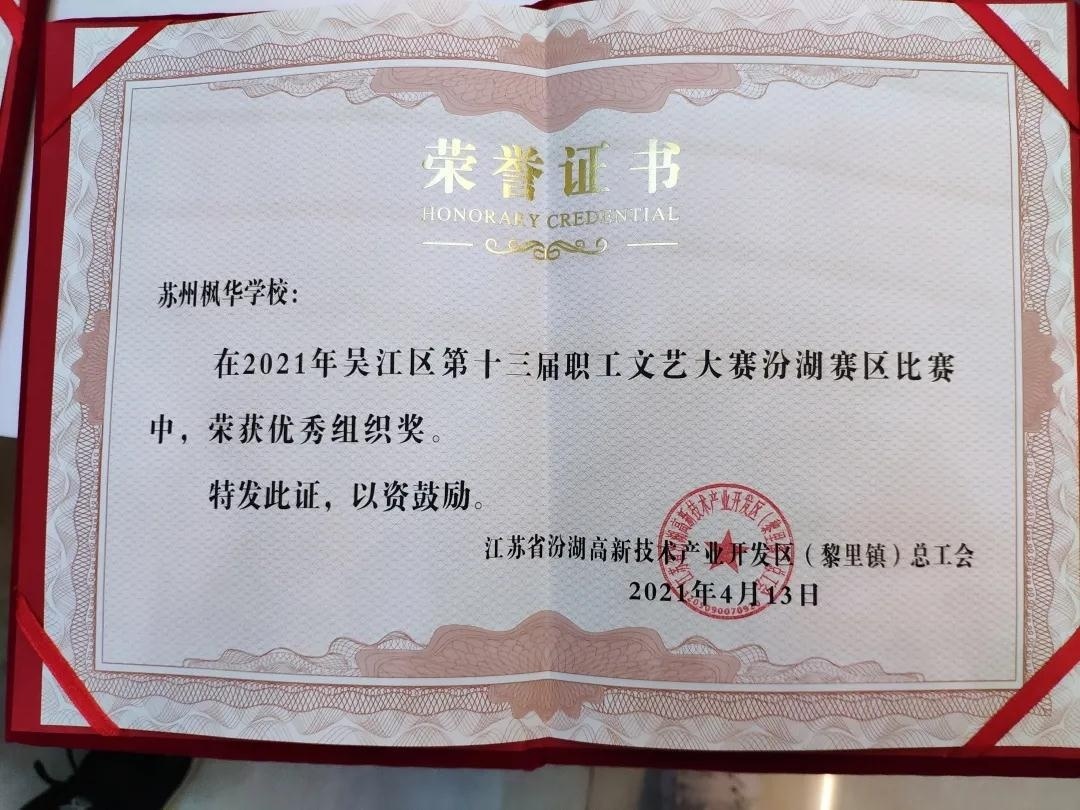 荣誉证书
HONORARY CREDENTIAL
苏州枫华学校：
在2021年吴江区第十三届职工文艺大赛汾湖赛区比赛
中，荣获优秀组织奖。
特发此证，以资鼓励。
江苏省汾湖高新技术产业开发区（黎里镇）总工会
2021年4月13日